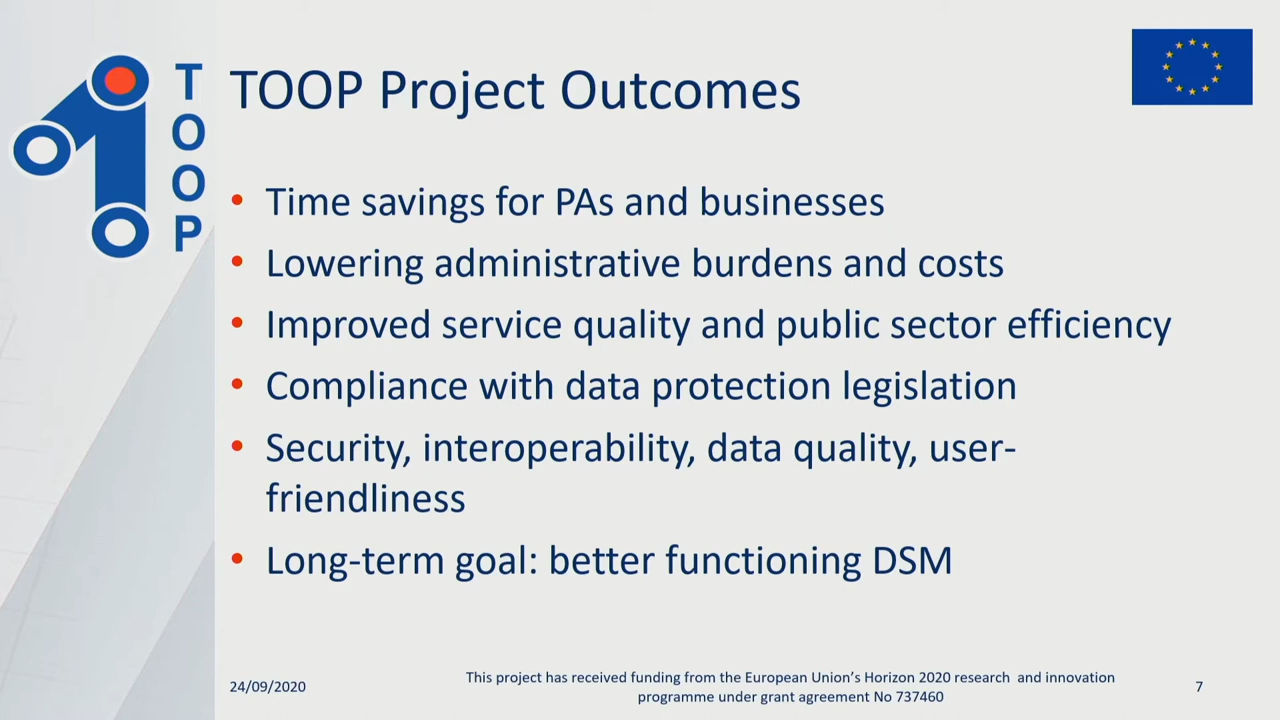 TOOP
TOOP Project Outcomes
• Time savings for PAs and businesses
• Lowering administrative burdens and costs
• Improved service quality and public sector efficiency
• Compliance with data protection legislation
• Security, interoperability, data quality, user-
friendliness
• Long-term goal: better functioning DSM
24/09/2020
This project has received funding from the European Union’s Horizon 2020 research and innovation
programme under grant agreement No 737460
7